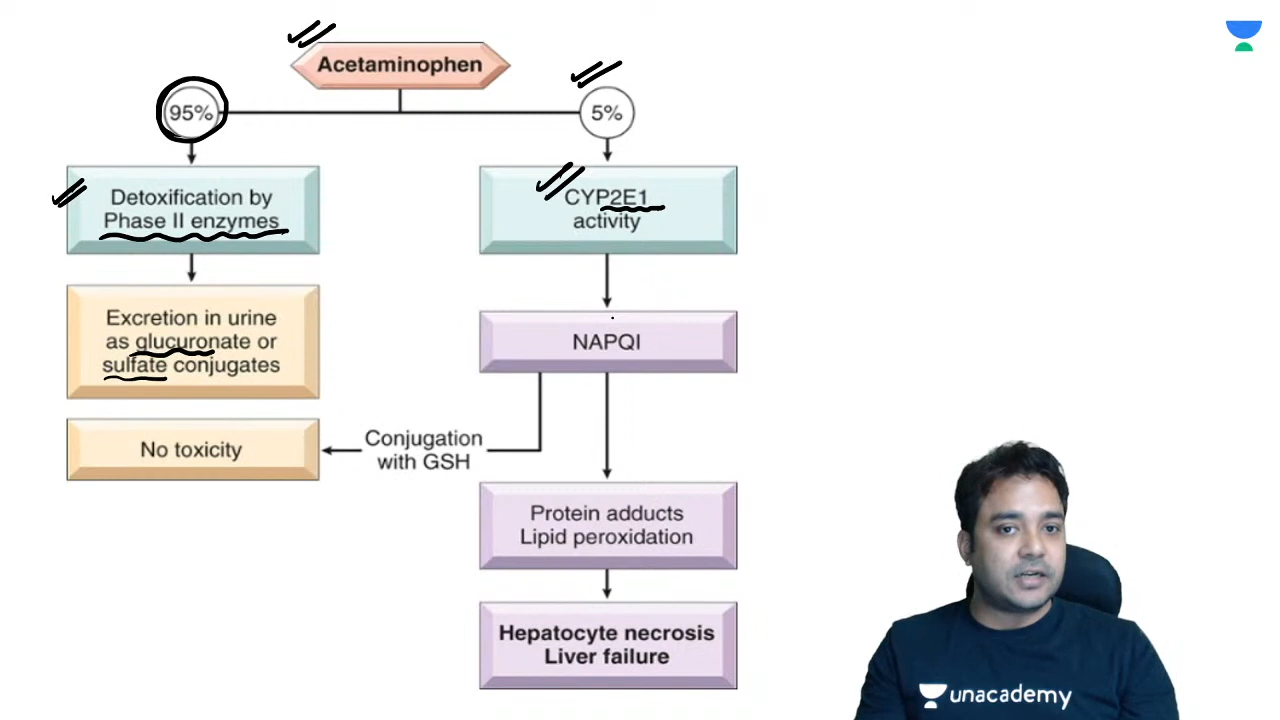 Acetaminophen
95%
5%
Detoxification by
Phase II enzymes
CYP2E1
activity
Excretion in urine
as glucuronate or
sulfate conjugates
NAPQI
No toxicity
Conjugation
with GSH
Protein adducts
Lipid peroxidation
Hepatocyte necrosis
Liver failure
unacademy